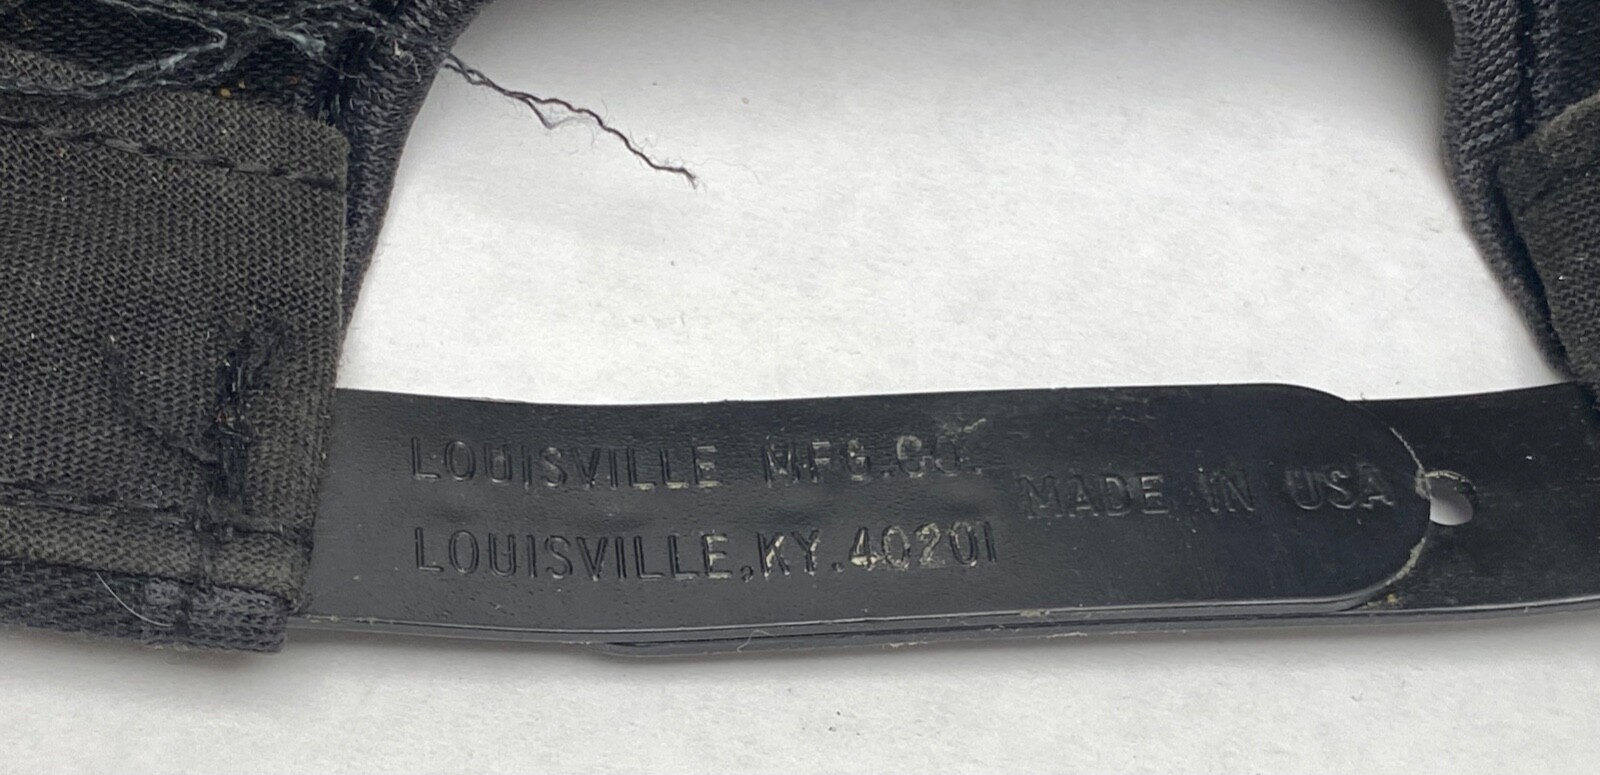 LOUISVILLE MFG.CO.
LOUISVILLE,KY.40201
MADE IN USA